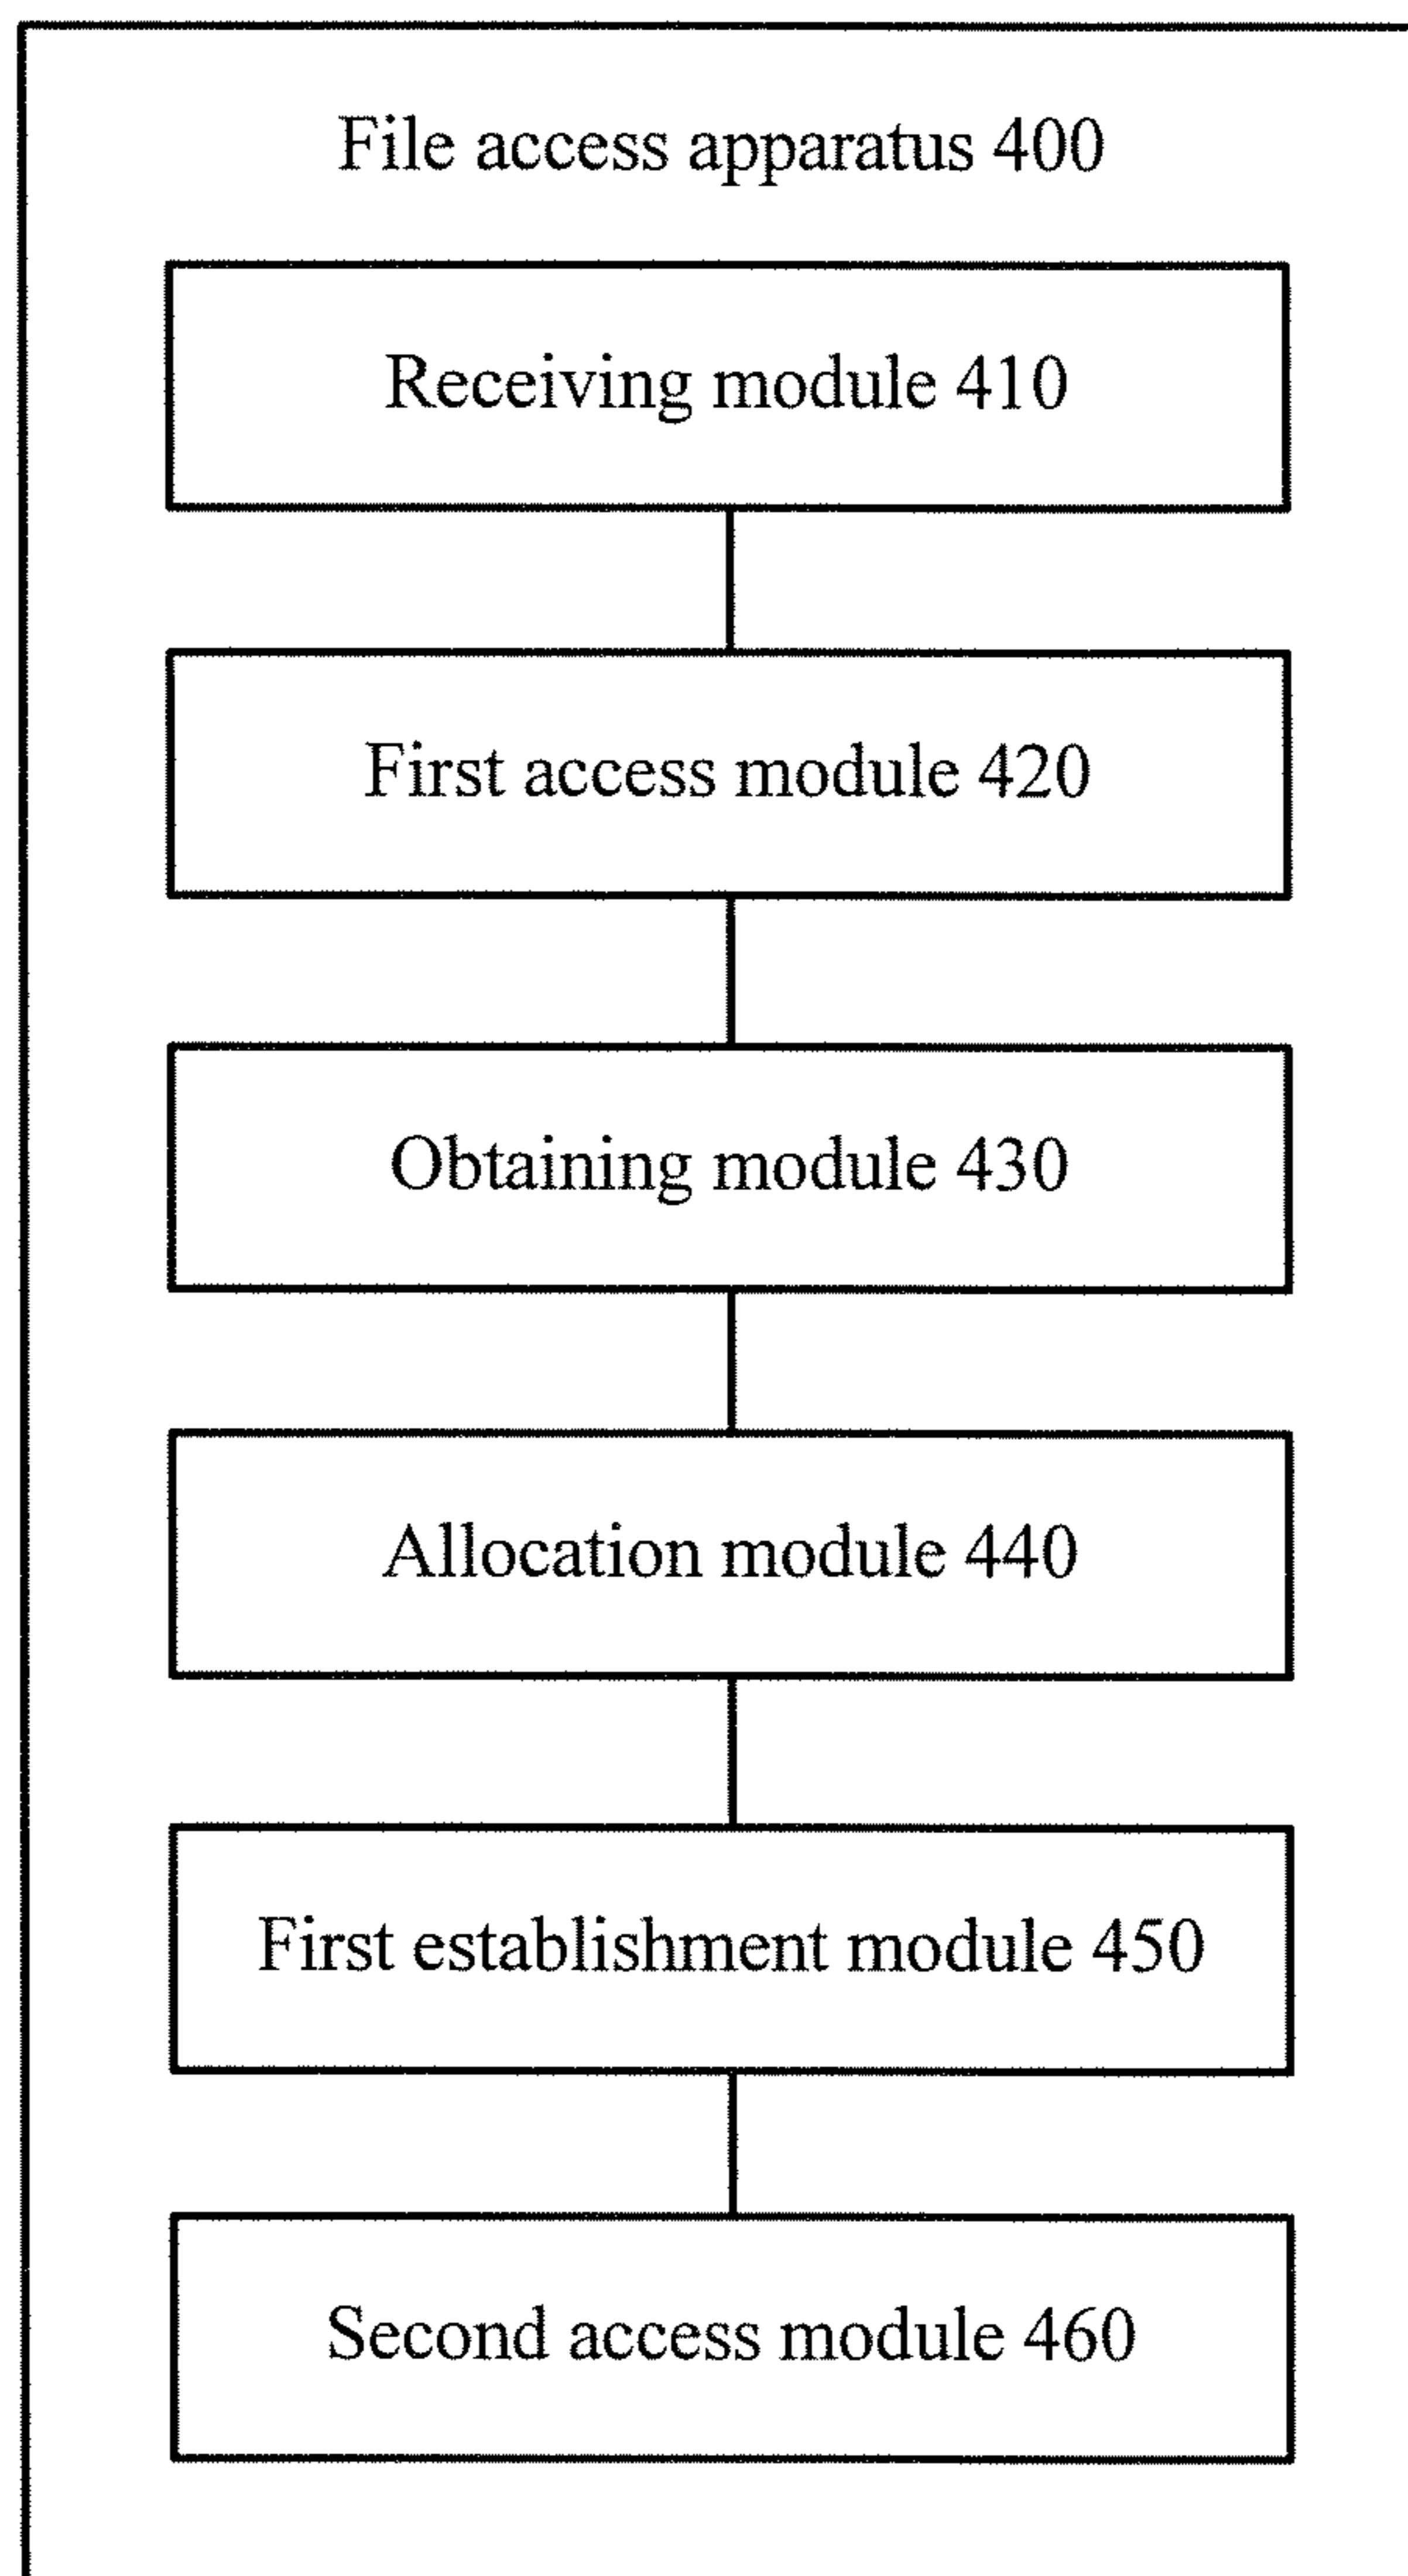 File access apparatus 400
Receiving module 410
First access module 420
Obtaining module 430
Allocation module 440
First establishment module 450
Second access module 460